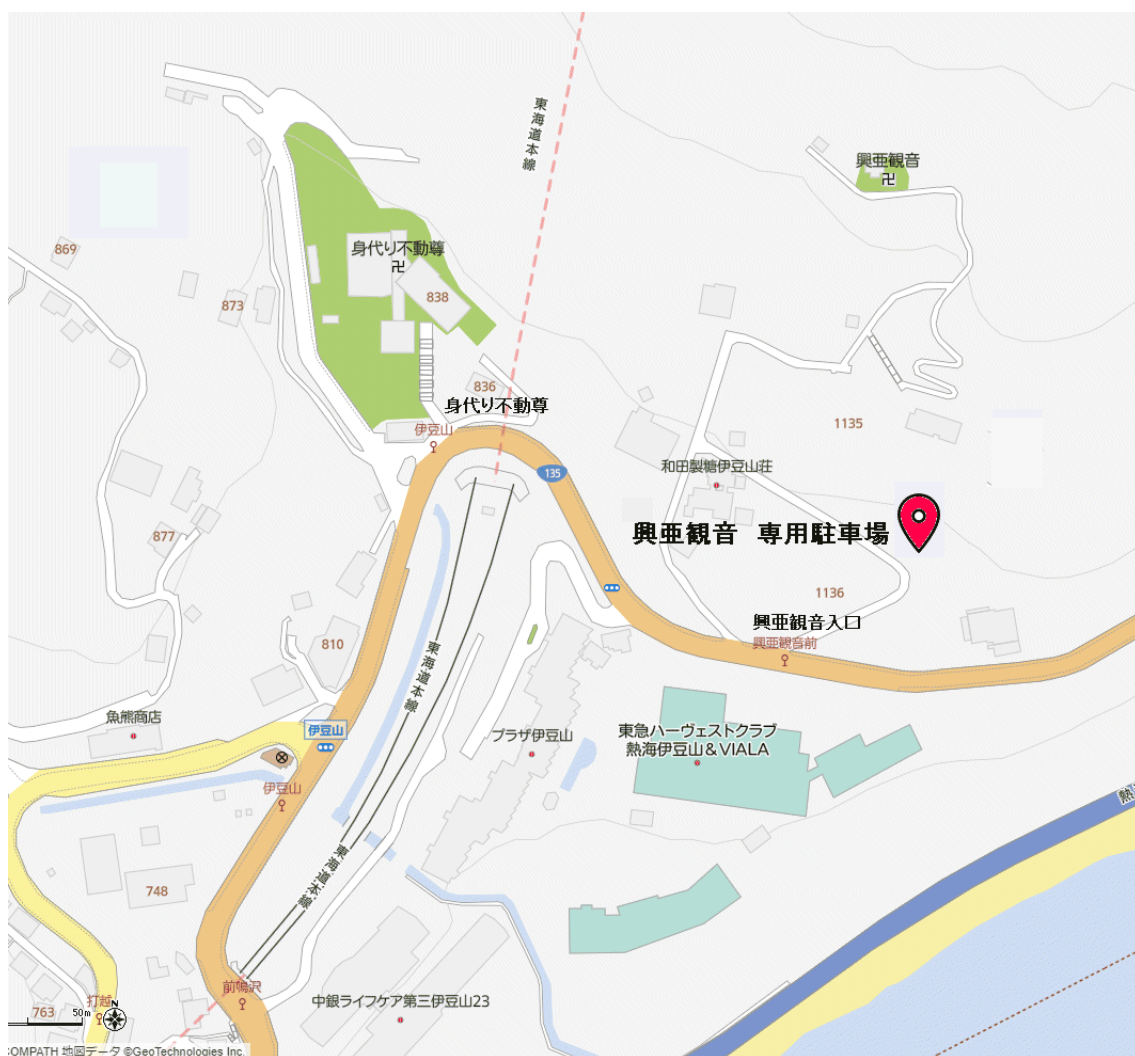 東海道本線
興亜観音
身代り不動尊
869
873
838
836
身代り不動尊
伊豆山
135
1135
和田製糖伊豆山荘
興亜観音 専用駐車場
877
1136
興亜観音入口
興亜観音前
810
東海道本線
魚熊商店
伊豆山
プラザ伊豆山
東急ハーヴェストクラブ
熱海伊豆山&VIALA
伊豆山
熱
東海道本線
748
前鳴沢
中銀ライフケア第三伊豆山23
763
打越
N
50m
COMPATH 地図データ ©GeoTechnologies Inc.